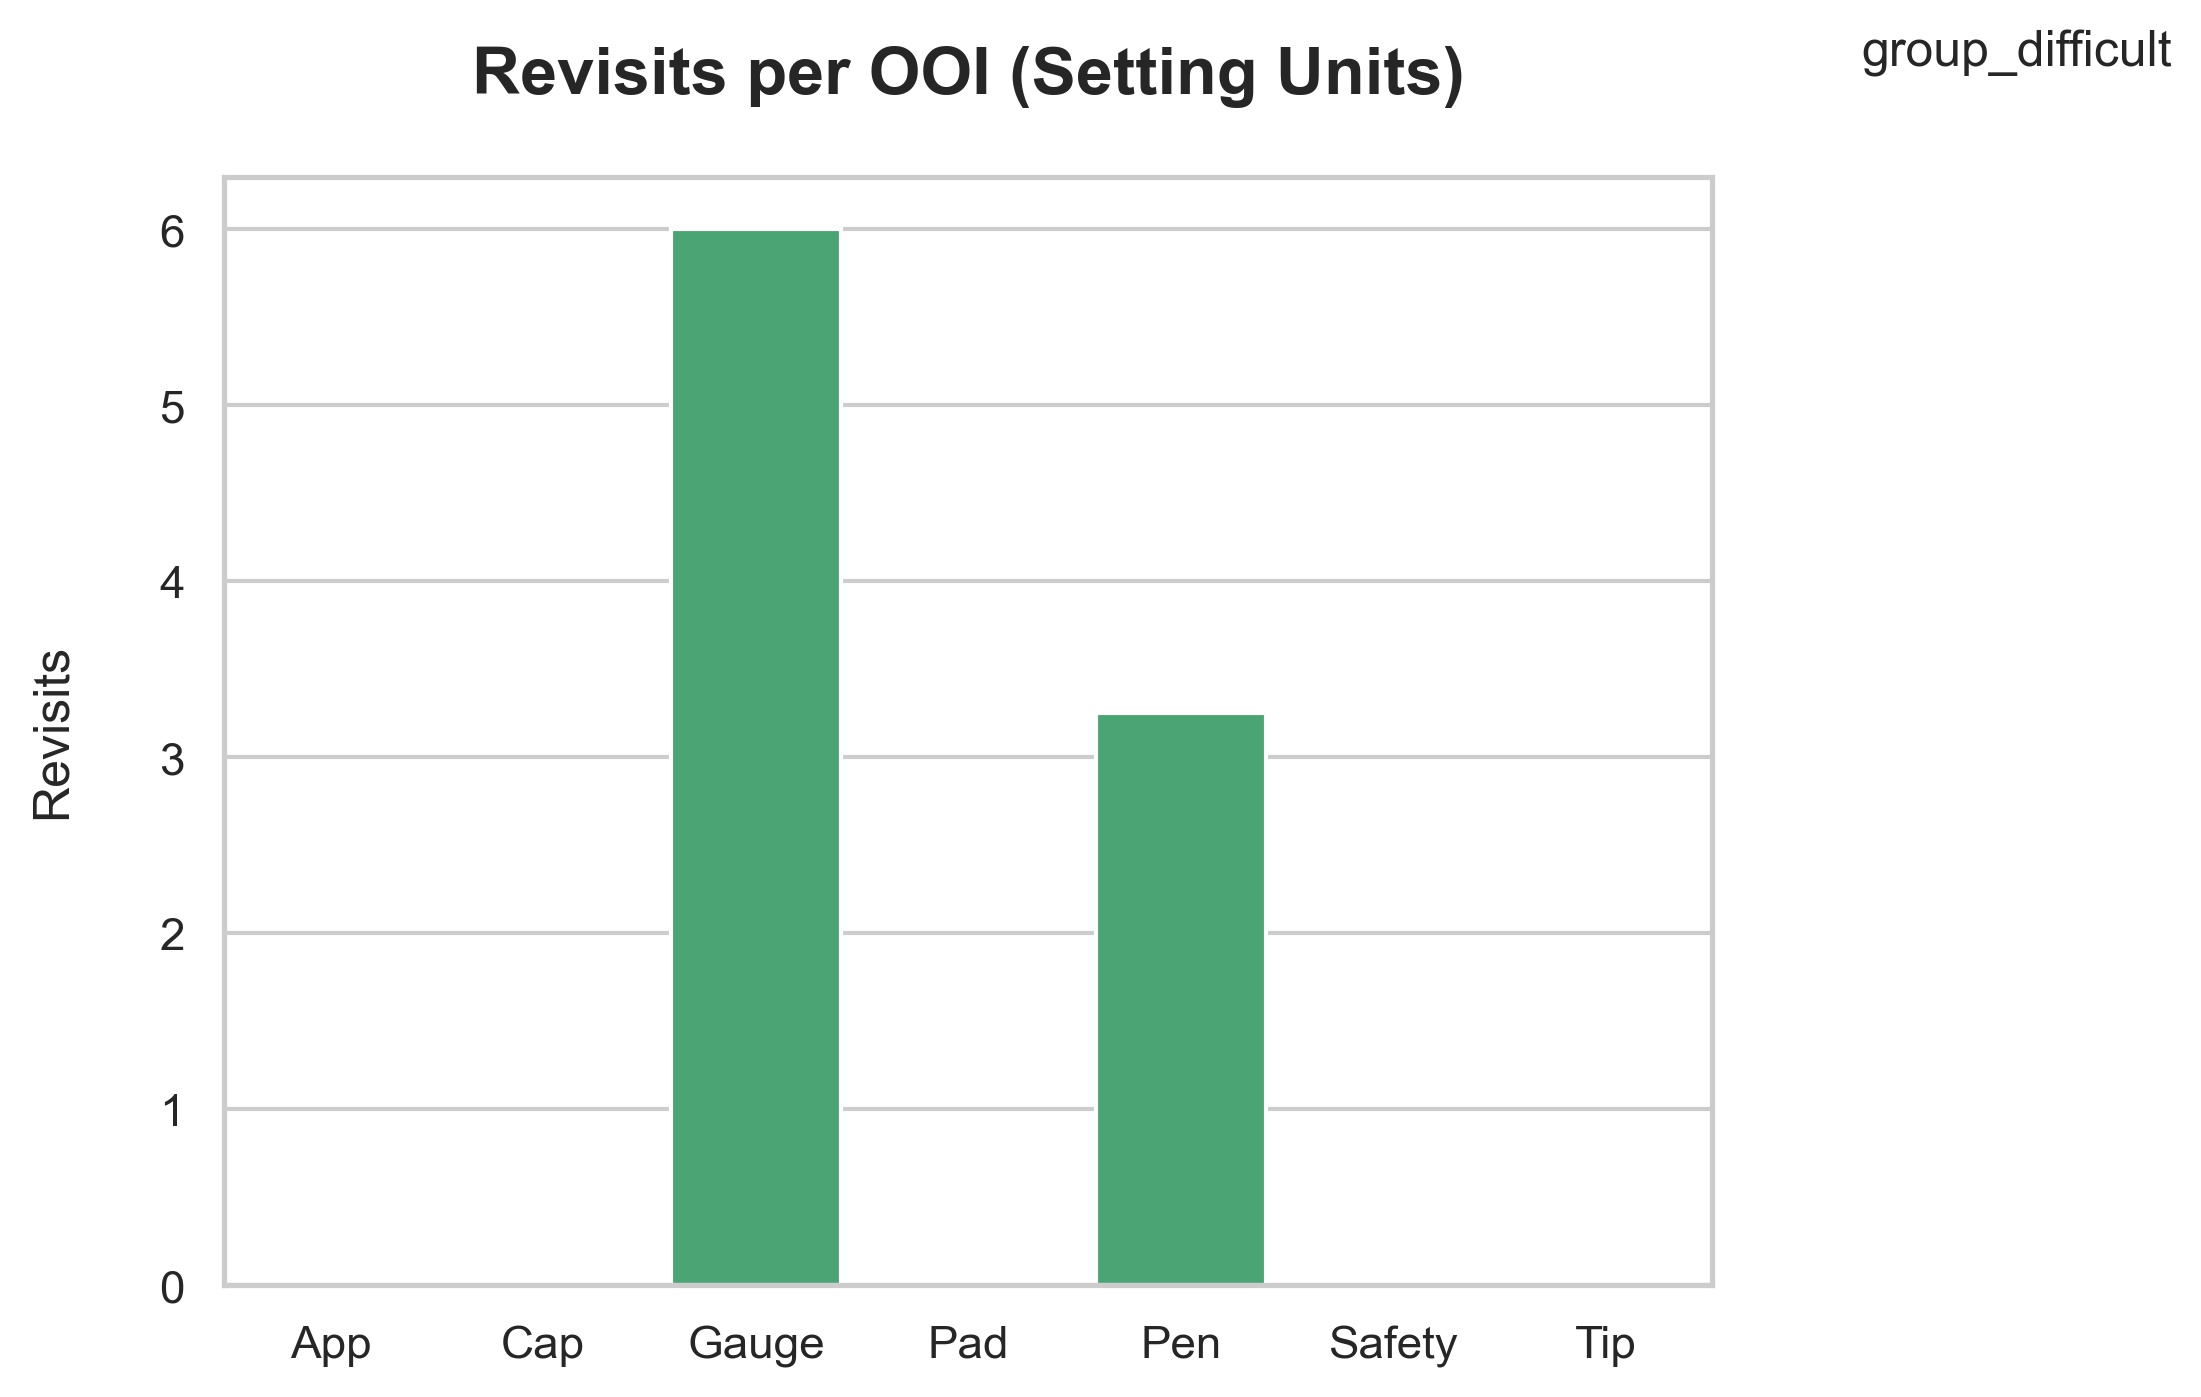 group_difficult
Revisits per OOI (Setting Units)
6
5
4
3
2
1
0
Revisits
App Cap Gauge Pad Pen Safety Tip